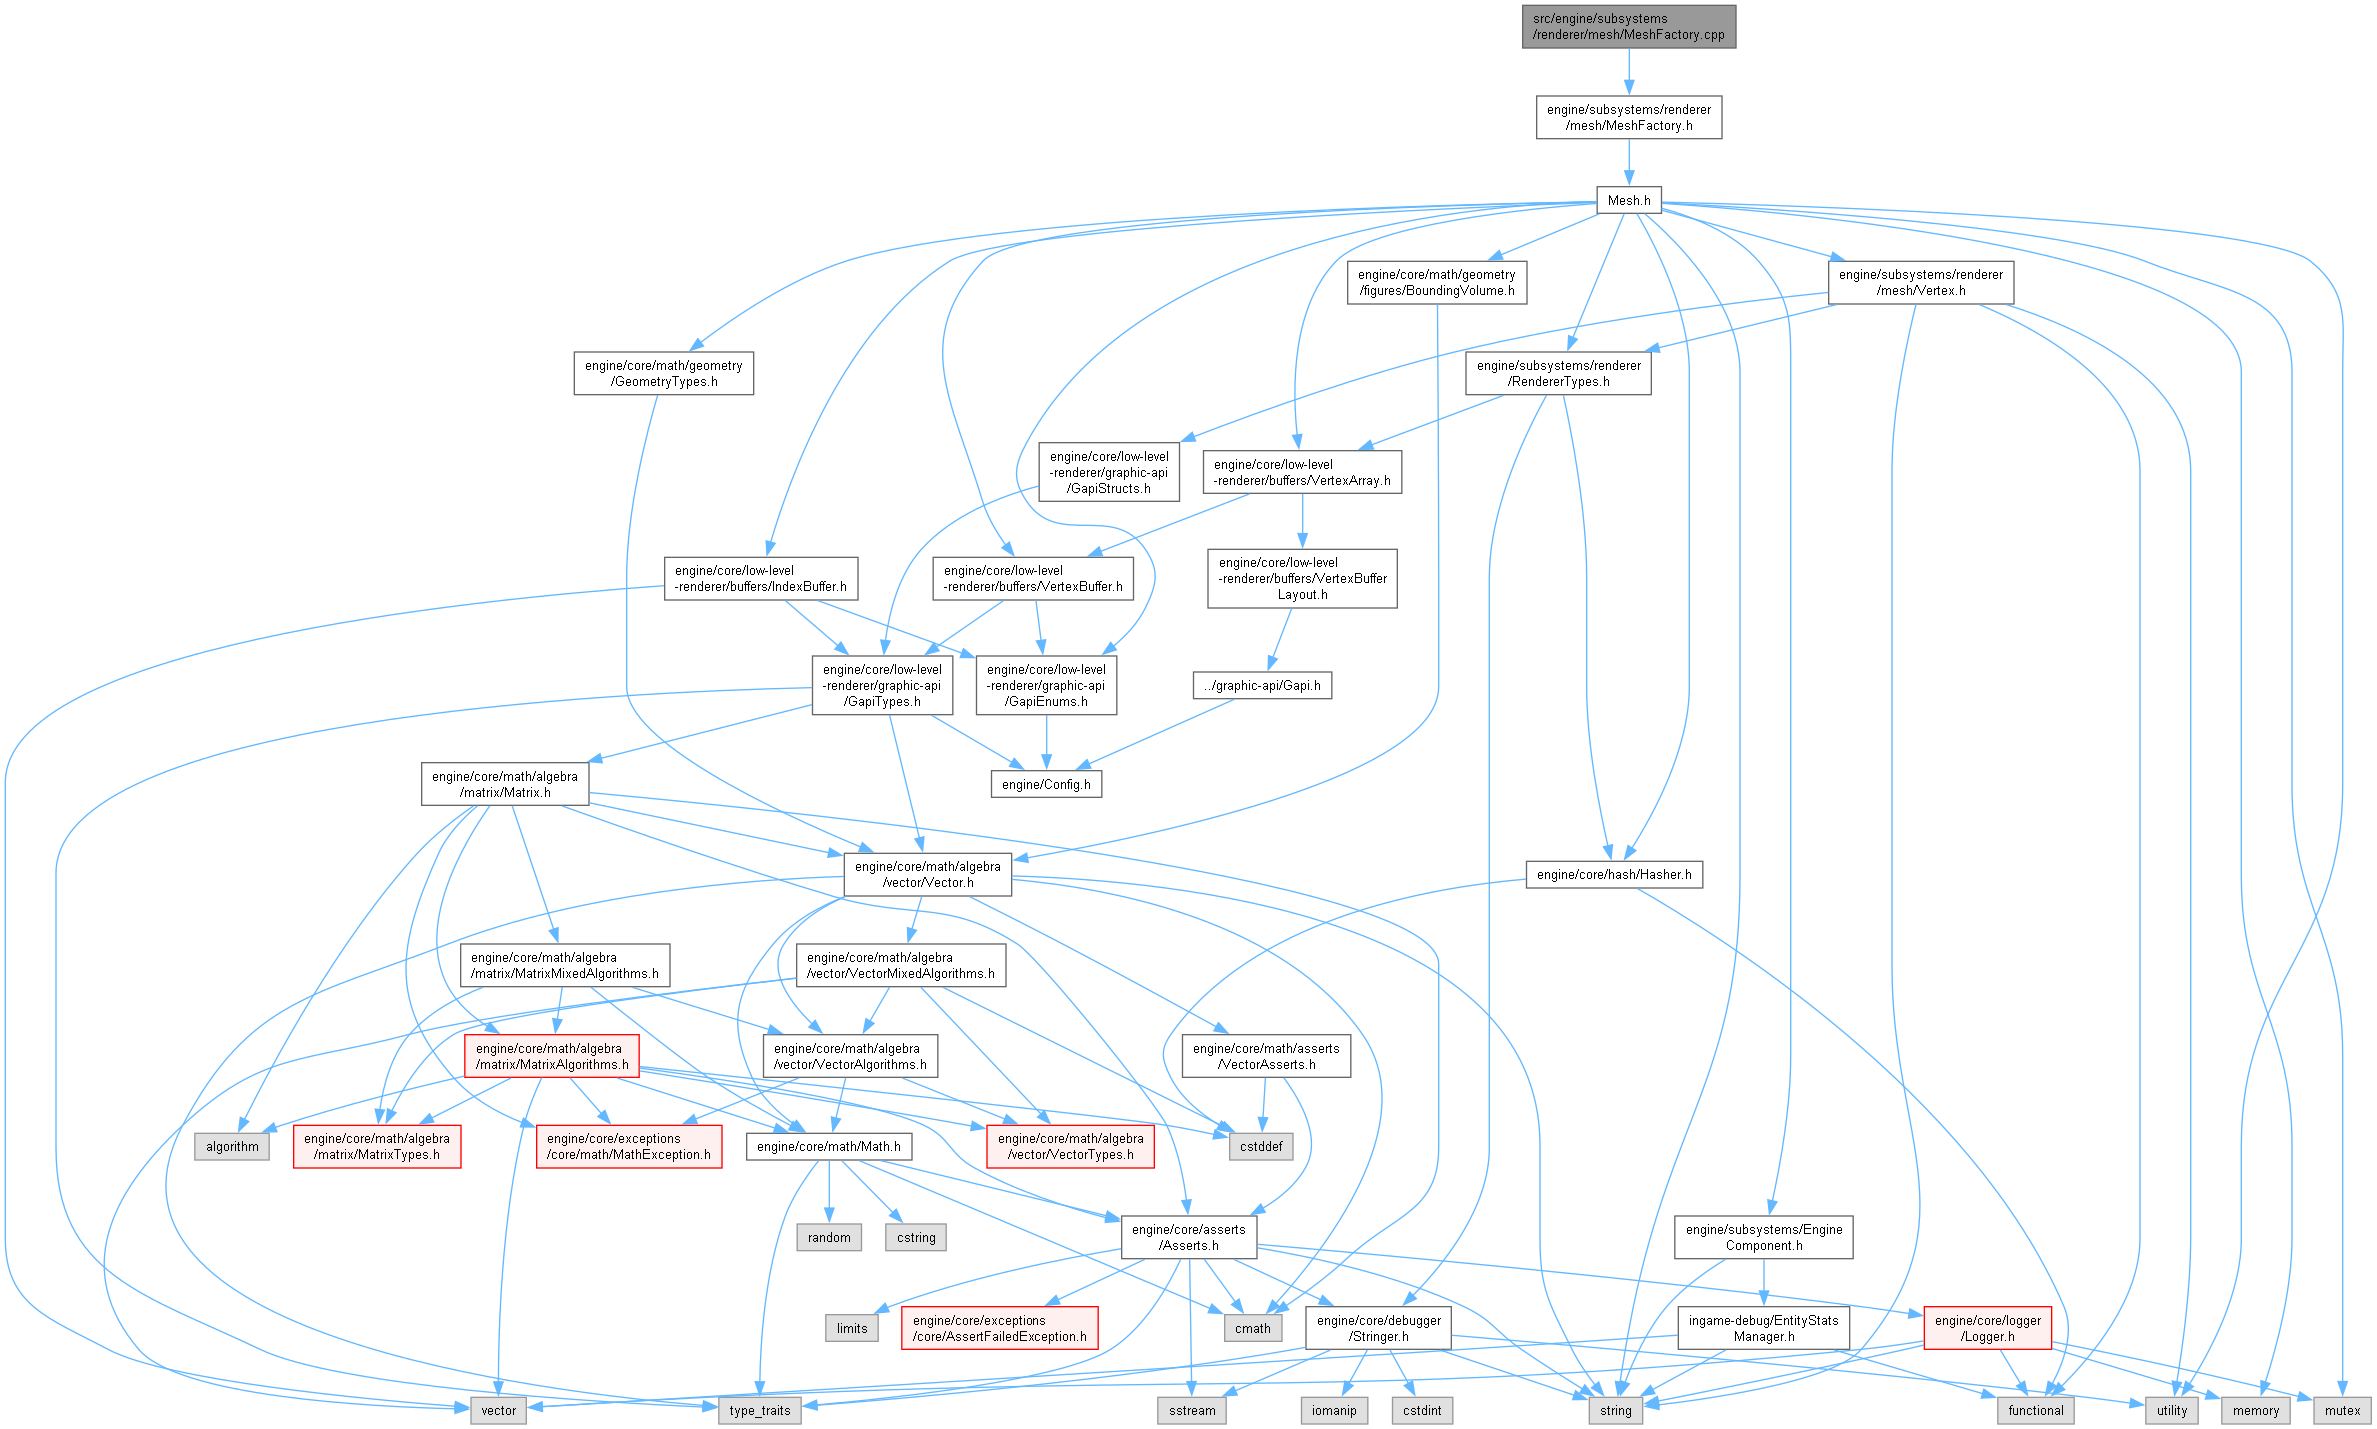 src/engine/subsystems
/renderer/mesh/MeshFactory.cpp
engine/subsystems/renderer
/mesh/MeshFactory.h
Mesh.h
engine/core/math/geometry
/figures/BoundingVolume.h
engine/subsystems/renderer
/mesh/Vertex.h
engine/core/math/geometry
/GeometryTypes.h
engine/subsystems/renderer
/RendererTypes.h
engine/core/low-level
-renderer/graphic-api
/GapiStructs.h
engine/core/low-level
-renderer/buffers/VertexArray.h
engine/core/low-level
-renderer/buffers/IndexBuffer.h
engine/core/low-level
-renderer/buffers/VertexBuffer.h
engine/core/low-level
-renderer/buffers/VertexBuffer
Layout.h
engine/core/low-level
-renderer/graphic-api
/GapiTypes.h
engine/core/low-level
-renderer/graphic-api
/GapiEnums.h
../graphic-api/Gapi.h
engine/core/math/algebra
/matrix/Matrix.h
engine/Config.h
engine/core/math/algebra
/vector/Vector.h
engine/core/hash/Hasher.h
engine/core/math/algebra
/matrix/MatrixMixedAlgorithms.h
engine/core/math/algebra
/vector/VectorMixedAlgorithms.h
engine/core/math/algebra
/matrix/MatrixAlgorithms.h
engine/core/math/algebra
/vector/VectorAlgorithms.h
engine/core/math/asserts
/VectorAsserts.h
algorithm
engine/core/math/algebra
/matrix/MatrixTypes.h
engine/core/exceptions
/core/math/MathException.h
engine/core/math/Math.h
engine/core/math/algebra
/vector/VectorTypes.h
cstddef
random
cstring
engine/core/asserts
/Asserts.h
engine/subsystems/Engine
Component.h
limits
engine/core/exceptions
/core/AssertFailedException.h
cmath
engine/core/debugger
/Stringer.h
ingame-debug/EntityStats
Manager.h
engine/core/logger
/Logger.h
vector
type_traits
sstream
iomanip
cstdint
string
functional
utility
memory
mutex